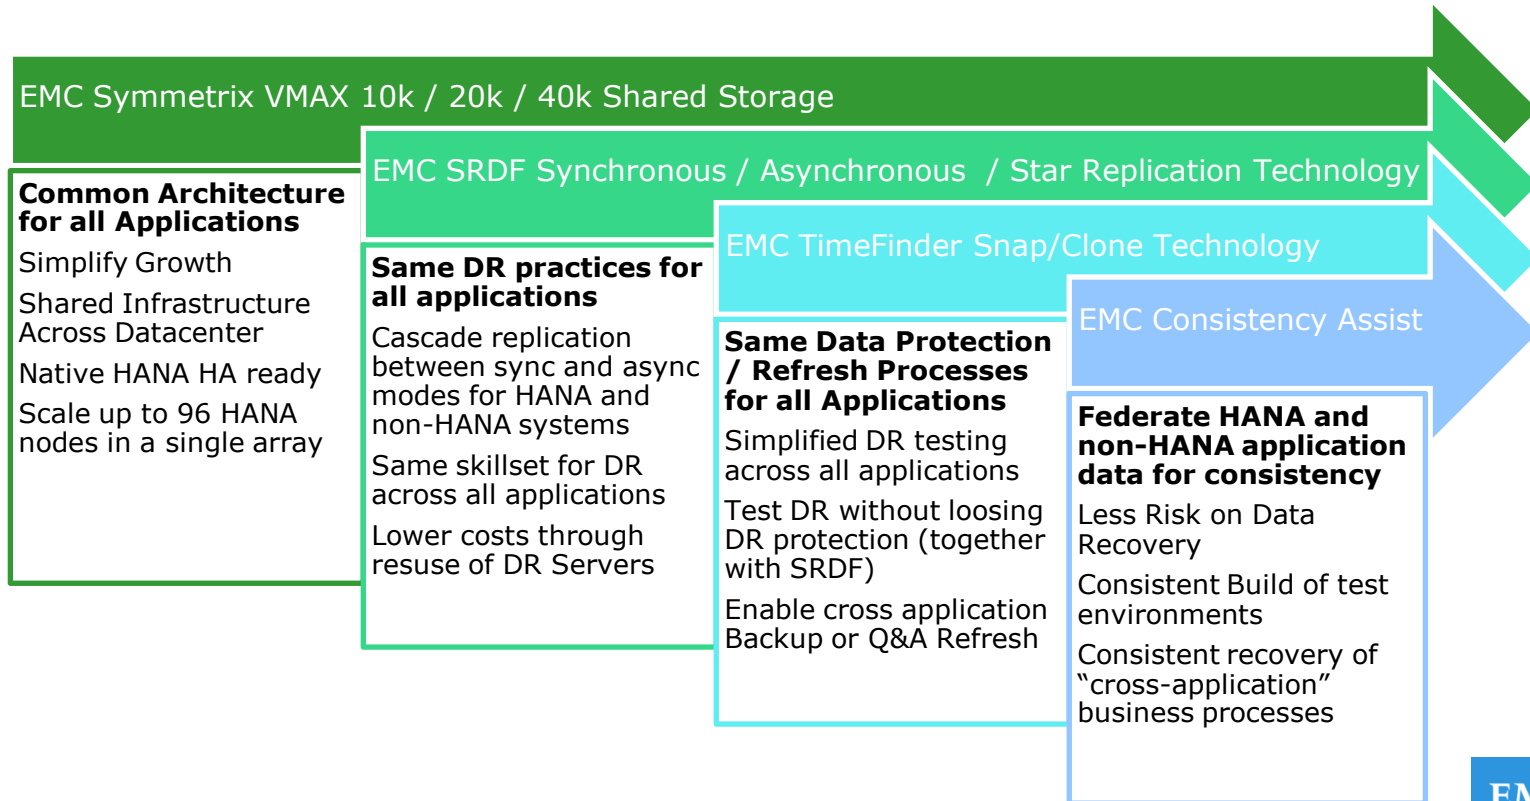 EMC Symmetrix VMAX 10k / 20k / 40k Shared Storage
Common Architecture
for all Applications
Simplify Growth
Shared Infrastructure
Across Datacenter
Native HANA HA ready
Scale up to 96 HANA
nodes in a single array
EMC SRDF Synchronous / Asynchronous / Star Replication Technology
Same DR practices for
all applications
Cascade replication
between sync and async
modes for HANA and
non-HANA systems
Same skillset for DR
across all applications
Lower costs through
resuse of DR Servers
EMC TimeFinder Snap/Clone Technology
Same Data Protection
/ Refresh Processes
for all Applications
Simplified DR testing
across all applications
Test DR without loosing
DR protection (together
with SRDF)
Enable cross application
Backup or Q&A Refresh
EMC Consistency Assist
Federate HANA and
non-HANA application
data for consistency
Less Risk on Data
Recovery
Consistent Build of test
environments
Consistent recovery of
“cross-application”
business processes